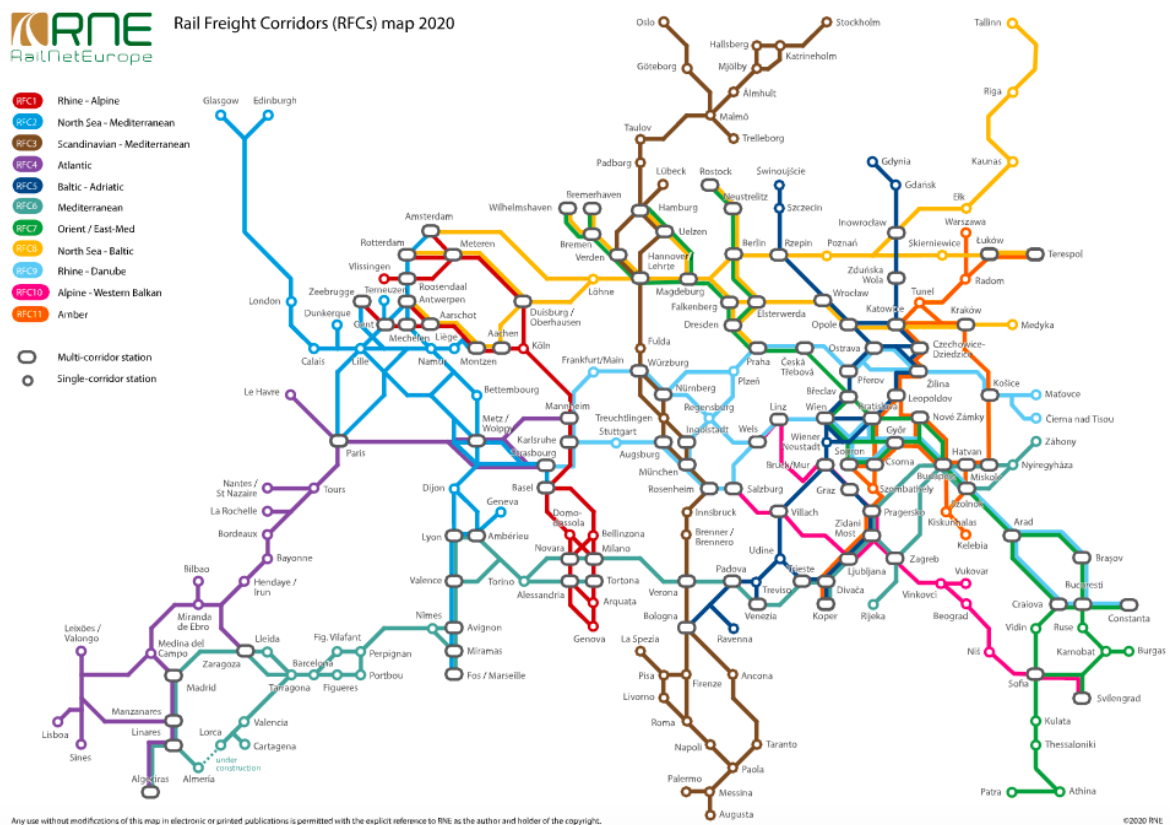 RNE
RailNetEurope
Rail Freight Corridors (RFCs) map 2020
RFC1 Rhine - Alpine
RFC2 North Sea - Mediterranean
RFC3 Scandinavian - Mediterranean
RFC4 Atlantic
RFC5 Baltic - Adriatic
RFC6 Mediterranean
RFC7 Orient / East-Med
RFC8 North Sea - Baltic
RFC9 Rhine - Danube
RFC10 Alpine - Western Balkan
RFC11 Amber
Multi-corridor station
Single-corridor station
Oslo
Stockholm
Tallinn
Hallsberg
Katrineholm
Göteborg
Mjölby
Älmhult
Riga
Glasgow
Edinburgh
Malmö
Taulov
Trelleborg
Padborg
Kaunas
Lübeck
Rostock
Świnoujście
Gdynia
Gdańsk
Ełk
Bremerhaven
Wilhelmshaven
Hamburg
Neustrelitz
Szczecin
Inowrocław
Warszawa
Amsterdam
Uelzen
Bremen
Verden
Rotterdam
Meteren
Hannover
Lehrte
Berlin
Rzepin
Poznań
Skierniewice
Łuków
Terespol
Vlissingen
Roosendaal
Löhne
Magdeburg
Zduńska
Wola
Radom
Terneuzen
Zeebrugge
Antwerpen
London
Duisburg /
Oberhausen
Falkenberg
Elsterwerda
Wrocław
Tunel
Dunkerque
Aarschot
Katowice
Kraków
Gent
Mechelen
Liège
Aachen
Dresden
Opole
Medyka
Calais
Lille
Namur
Montzen
Köln
Fulda
Ostrava
Czechowice-
Dziedzice
Frankfurt/Main
Würzburg
Praha
Česká
Třebová
Přerov
Žilina
Plzeň
Košice
Maťovce
Le Havre
Bettembourg
Nürnberg
Břeclav
Leopoldov
Čierna nad Tisou
Mannheim
Regensburg
Linz
Wien
Bratislava
Nové Zámky
Metz /
Woippy
Treuchtlingen
Ingolstadt
Wels
Karlsruhe
Stuttgart
Wiener
Neustadt
Győr
Záhony
Paris
Strasbourg
Augsburg
Sopron
Csorna
Hatvan
Nyíregyháza
München
Bruck/Mur
Budapest
Miskolc
Nantes /
St Nazaire
Tours
Dijon
Basel
Rosenheim
Salzburg
Graz
Szombathely
Szolnok
Geneva
La Rochelle
Domo-
dossola
Innsbruck
Villach
Pragersko
Kiskunhalas
Arad
Bordeaux
Lyon
Ambérieu
Bellinzona
Brenner /
Brennero
Zidani
Most
Kelebia
Bayonne
Novara
Milano
Udine
Zagreb
Brașov
Bilbao
Hendaye /
Irun
Valence
Torino
Tortona
Verona
Padova
Treviso
Trieste
Divača
Ljubljana
Vukovar
Alessandria
Vinkovci
București
Miranda
de Ebro
Arquata
Venezia
Koper
Rijeka
Beograd
Craiova
Constanta
Leixões /
Valongo
Nîmes
Avignon
Genova
Bologna
Ravenna
Vidin
Ruse
Medina del
Campo
Lleida
Fig. Vilafant
Perpignan
Miramas
La Spezia
Niš
Karnobat
Burgas
Zaragoza
Barcelona
Madrid
Tarragona
Figueres
Portbou
Fos / Marseille
Pisa
Firenze
Ancona
Sofia
Svilengrad
Livorno
Manzanares
Valencia
Lisboa
Linares
Lorca
Cartagena
Roma
Kulata
Sines
under
construction
Napoli
Taranto
Thessaloniki
Algeciras
Almería
Palermo
Paola
Messina
Patra
Athina
Augusta
Any use without modifications of this map in electronic or printed publications is permitted with the explicit reference to RNE as the author and holder of the copyright.
©2020 RNE